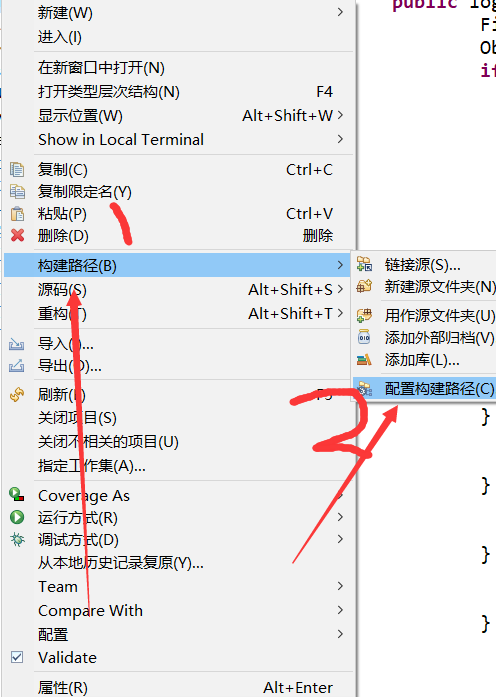 新建(W)
进入(I)
在新窗口中打开(N)
打开类型层次结构(N) F4
显示位置(W) Alt+Shift+W
Show in Local Terminal
复制(C) Ctrl+C
复制限定名(Y)
粘贴(P) Ctrl+V
删除(D) 删除
构建路径(B)
源码(S) Alt+Shift+S
重构(T) Alt+Shift+T
导入(I)...
导出(O)...
刷新(F) F5
关闭项目(S)
关闭不相关的项目(U)
指定工作集(A)...
Coverage As
运行方式(R)
调试方式(D)
从本地历史记录复原(Y)...
Team
Compare With
配置
Validate
属性(R) Alt+Enter
1
链接源(S)...
新建源文件夹(N)
用作源文件夹(U)
添加外部归档(V)
添加库(L)...
配置构建路径(C)
2
public log
Fi
Ob
if
}
}
}
}